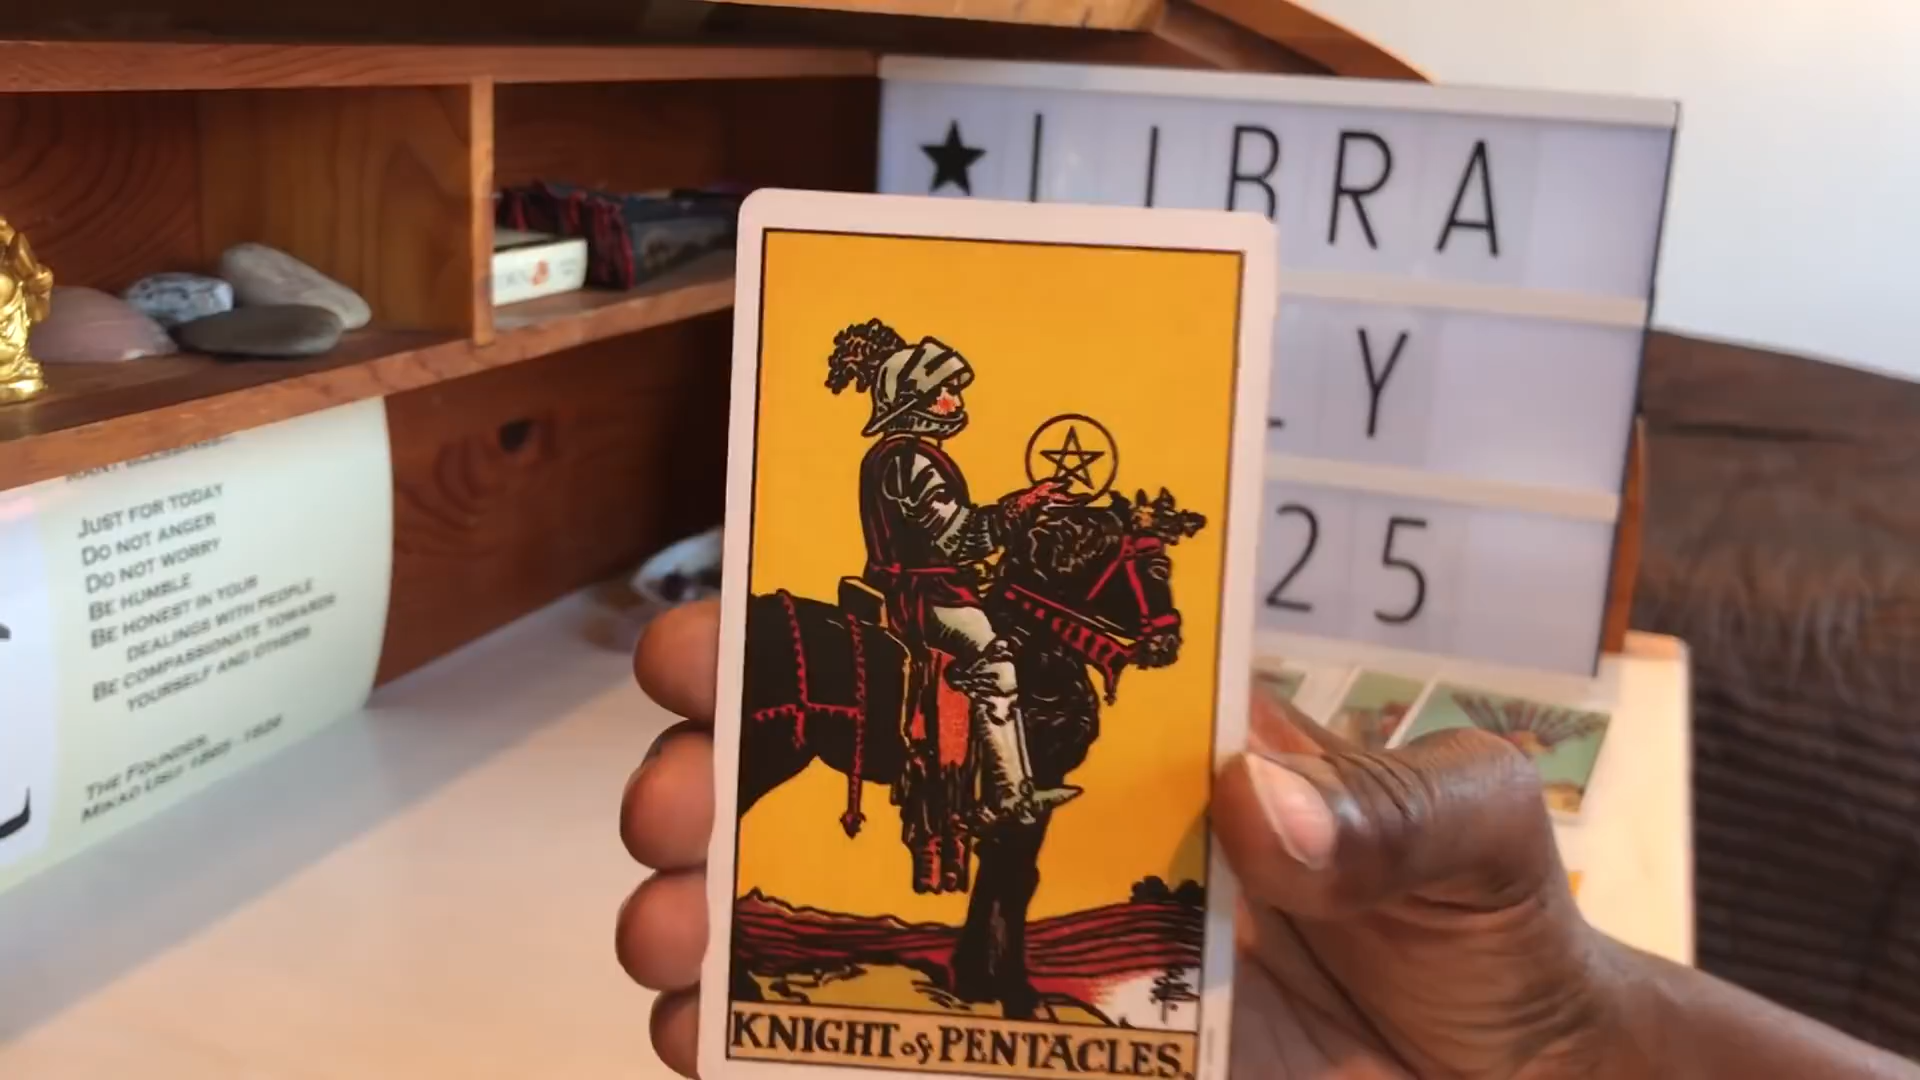 ★LIBRA
LY
25
JUST FOR TODAY
DO NOT ANGER
DO NOT WORRY
BE HUMBLE
BE HONEST IN YOUR
DEALINGS WITH PEOPLE
BE COMPASSIONATE TOWARDS
YOURSELF AND OTHERS
THE FOUNDER
KNIGHT of PENTACLES.